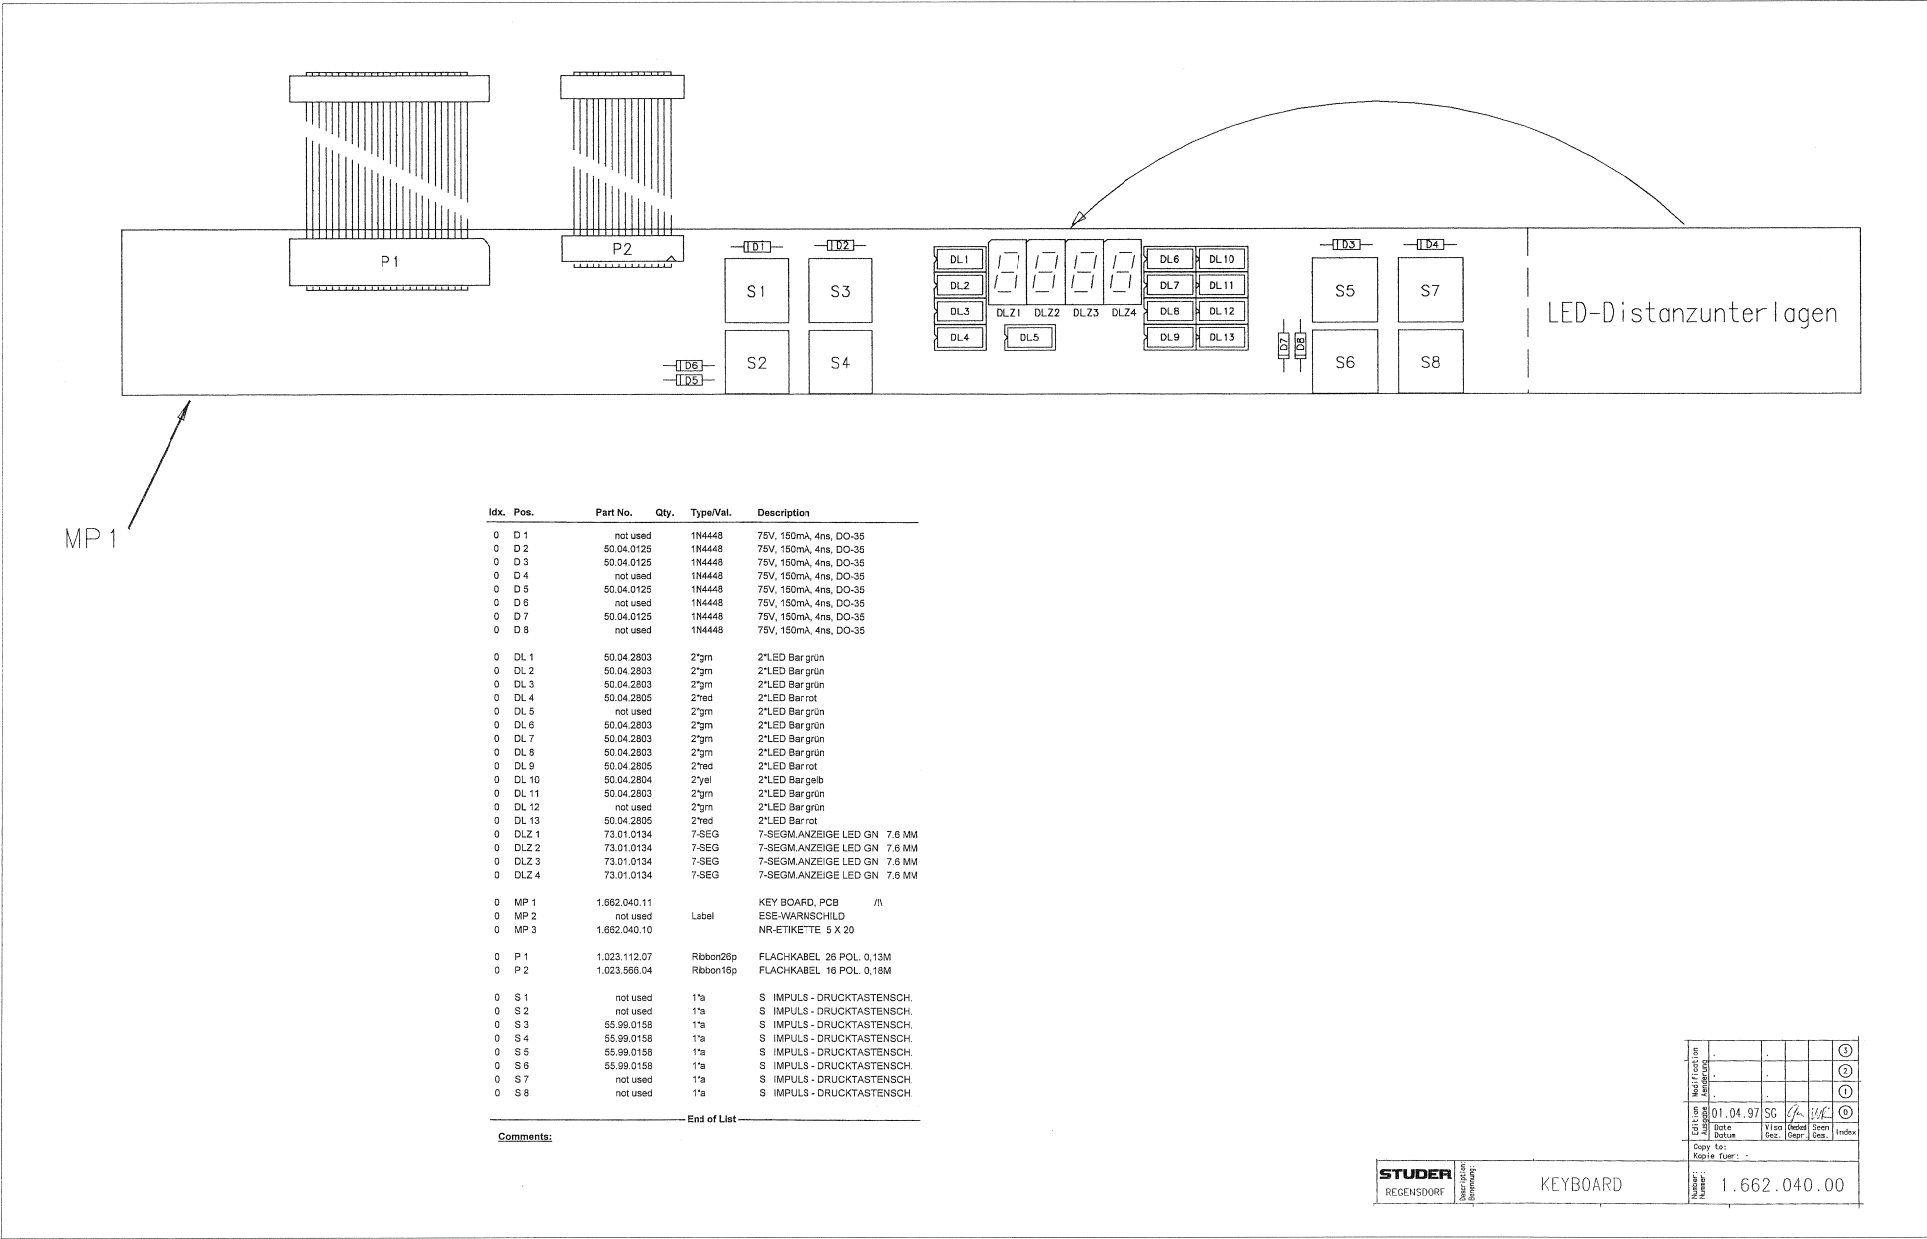 P1
P2
D1
D2
S1
S3
S2
S4
D6
D5
DL1
DL2
DL3
DL4
DLZ1 DLZ2 DLZ3 DLZ4
DL5
DL6 DL10
DL7 DL11
DL8 DL12
DL9 DL13
D3
D4
D7
D8
S5
S7
S6
S8
LED-Distanzunterlagen
MP1
Idx. Pos. Part No. Qty. Type/Val. Description
0 D 1 not used 1N4448 75V, 150mA, 4ns, DO-35
0 D 2 50.04.0125 1N4448 75V, 150mA, 4ns, DO-35
0 D 3 50.04.0125 1N4448 75V, 150mA, 4ns, DO-35
0 D 4 not used 1N4448 75V, 150mA, 4ns, DO-35
0 D 5 50.04.0125 1N4448 75V, 150mA, 4ns, DO-35
0 D 6 not used 1N4448 75V, 150mA, 4ns, DO-35
0 D 7 50.04.0125 1N4448 75V, 150mA, 4ns, DO-35
0 D 8 not used 1N4448 75V, 150mA, 4ns, DO-35
0 DL 1 50.04.2803 2*grn 2*LED Bar grün
0 DL 2 50.04.2803 2*grn 2*LED Bar grün
0 DL 3 50.04.2803 2*grn 2*LED Bar grün
0 DL 4 50.04.2805 2*red 2*LED Bar rot
0 DL 5 not used 2*grn 2*LED Bar grün
0 DL 6 50.04.2803 2*grn 2*LED Bar grün
0 DL 7 50.04.2803 2*grn 2*LED Bar grün
0 DL 8 50.04.2803 2*grn 2*LED Bar grün
0 DL 9 50.04.2805 2*red 2*LED Bar rot
0 DL 10 50.04.2804 2*yel 2*LED Bar gelb
0 DL 11 50.04.2803 2*grn 2*LED Bar grün
0 DL 12 not used 2*grn 2*LED Bar grün
0 DL 13 50.04.2805 2*red 2*LED Bar rot
0 DLZ 1 73.01.0134 7-SEG 7-SEGM.ANZEIGE LED GN 7.6 MM
0 DLZ 2 73.01.0134 7-SEG 7-SEGM.ANZEIGE LED GN 7.6 MM
0 DLZ 3 73.01.0134 7-SEG 7-SEGM.ANZEIGE LED GN 7.6 MM
0 DLZ 4 73.01.0134 7-SEG 7-SEGM.ANZEIGE LED GN 7.6 MM
0 MP 1 1.662.040.11 KEY BOARD, PCB /!\
0 MP 2 not used Label ESE-WARNSCHILD
0 MP 3 1.662.040.10 NR-ETIKETTE 5 X 20
0 P 1 1.023.112.07 Ribbon26p FLACHKABEL 26 POL. 0,13M
0 P 2 1.023.566.04 Ribbon16p FLACHKABEL 16 POL. 0,18M
0 S 1 not used 1*a S IMPULS - DRUCKTASTENSCH.
0 S 2 not used 1*a S IMPULS - DRUCKTASTENSCH.
0 S 3 55.99.0158 1*a S IMPULS - DRUCKTASTENSCH.
0 S 4 55.99.0158 1*a S IMPULS - DRUCKTASTENSCH.
0 S 5 55.99.0158 1*a S IMPULS - DRUCKTASTENSCH.
0 S 6 55.99.0158 1*a S IMPULS - DRUCKTASTENSCH.
0 S 7 not used 1*a S IMPULS - DRUCKTASTENSCH.
0 S 8 not used 1*a S IMPULS - DRUCKTASTENSCH.
End of List
Comments:
Modification
Aenderung
3
2
1
Edition
Ausgabe
01.04.97 SG 0
Date Visa Checked Seen Index
Datum Gez. Gepr. Ges.
Copy to:
Kopie fuer:
STUDER
REGENSDORF
Description:
Benennung:
KEYBOARD
Number:
Nummer:
1.662.040.00